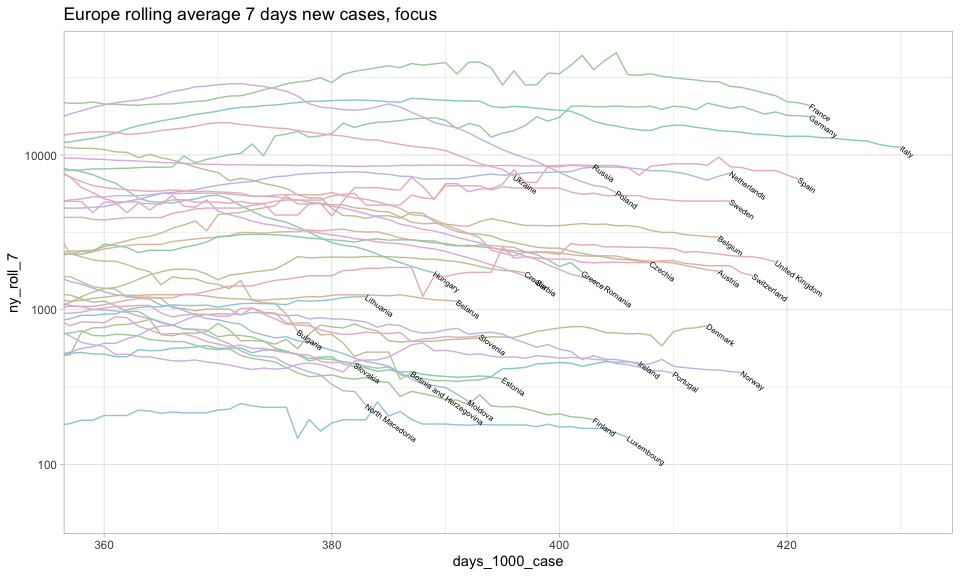 Europe rolling average 7 days new cases, focus
ny_roll_7
10000
1000
100
France
Germany
Italy
Ukraine
Russia
Poland
Netherlands
Spain
Sweden
Belgium
United Kingdom
Hungary
Croatia
Serbia
Greece
Romania
Czechia
Austria
Switzerland
Lithuania
Belarus
Denmark
Bulgaria
Slovenia
Slovakia
Bosnia and Herzegovina
Estonia
Ireland
Portugal
Norway
Moldova
North Macedonia
Finland
Luxembourg
360
380
400
420
days_1000_case